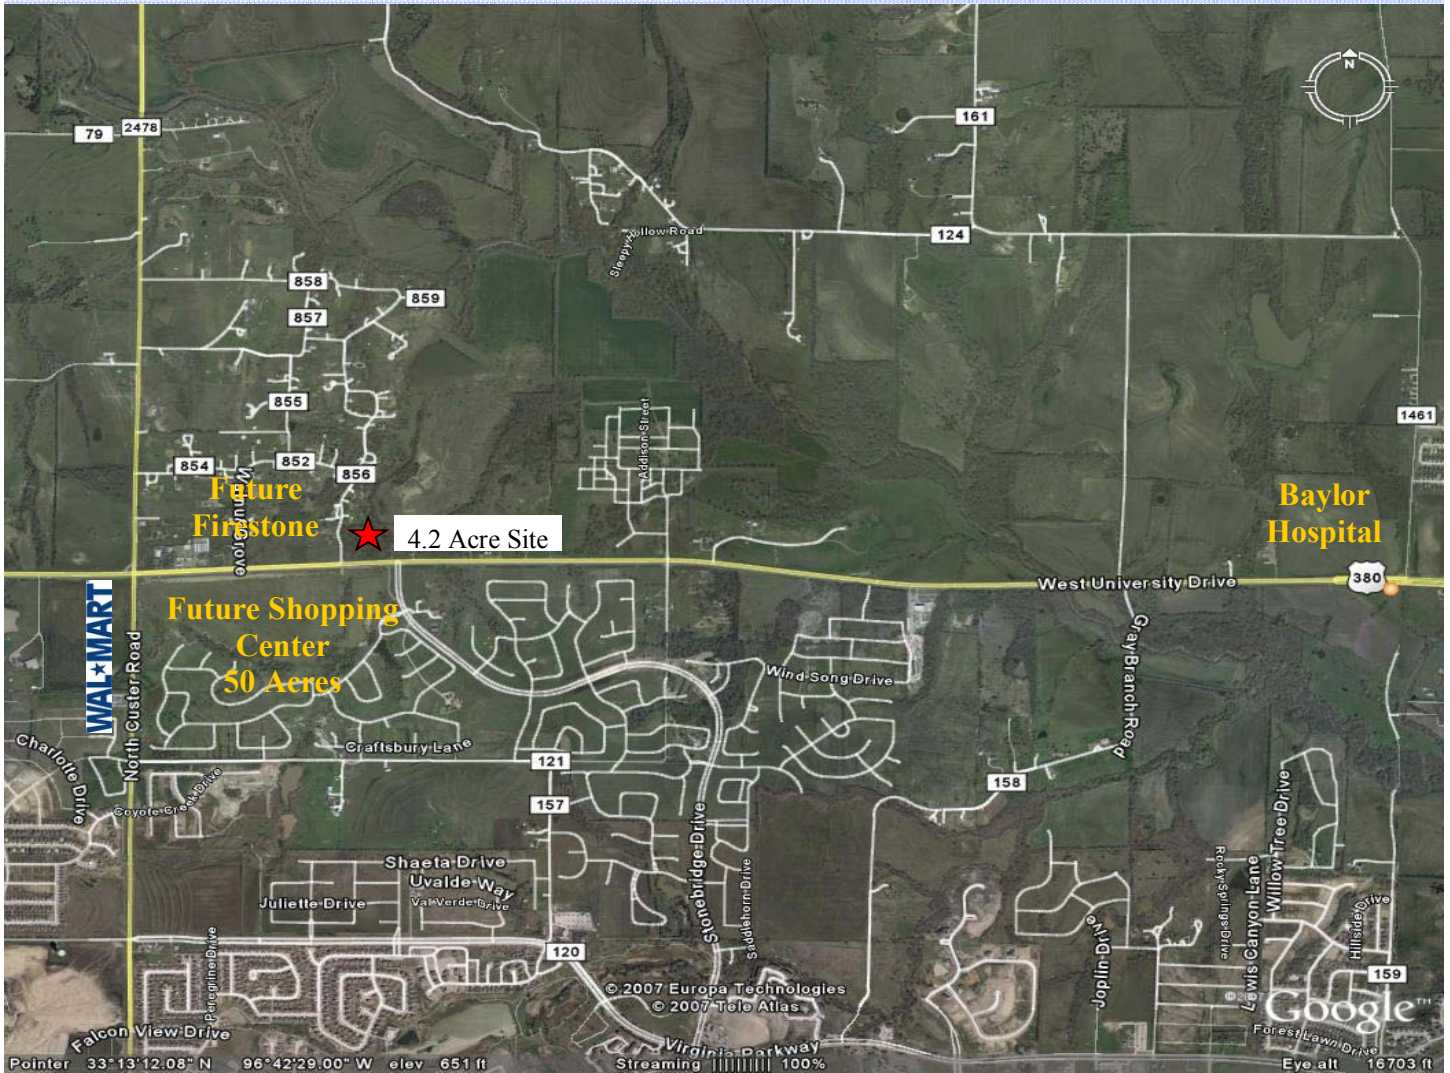 N
79
2478
161
124
Sleepy Hollow Road
858
859
857
855
Addison Street
1461
854
852
856
Walnut Grove
Future
Firestone
4.2 Acre Site
Baylor
Hospital
West University Drive
380
WAL★MART
North Custer Road
Future Shopping
Center
50 Acres
Gray Branch Road
Wind Song Drive
Charlotte Drive
Craftsbury Lane
121
Coyote Creek Drive
157
158
Stonebridge Drive
Saddlehorn Drive
Shaeta Drive
Uvalde Way
Val Verde Drive
Juliette Drive
Peregrine Drive
120
Falcon View Drive
Joplin Drive
Rocky Springs Drive
Lewis Canyon Lane
Willow Tree Drive
Hillside Drive
159
© 2007 Europa Technologies
© 2007 Tele Atlas
© 2007
Google™
Forest Lawn Drive
Virginia Parkway
Pointer 33°13'12.08" N 96°42'29.00" W elev 651 ft
Streaming |||||||||| 100%
Eye alt 16703 ft